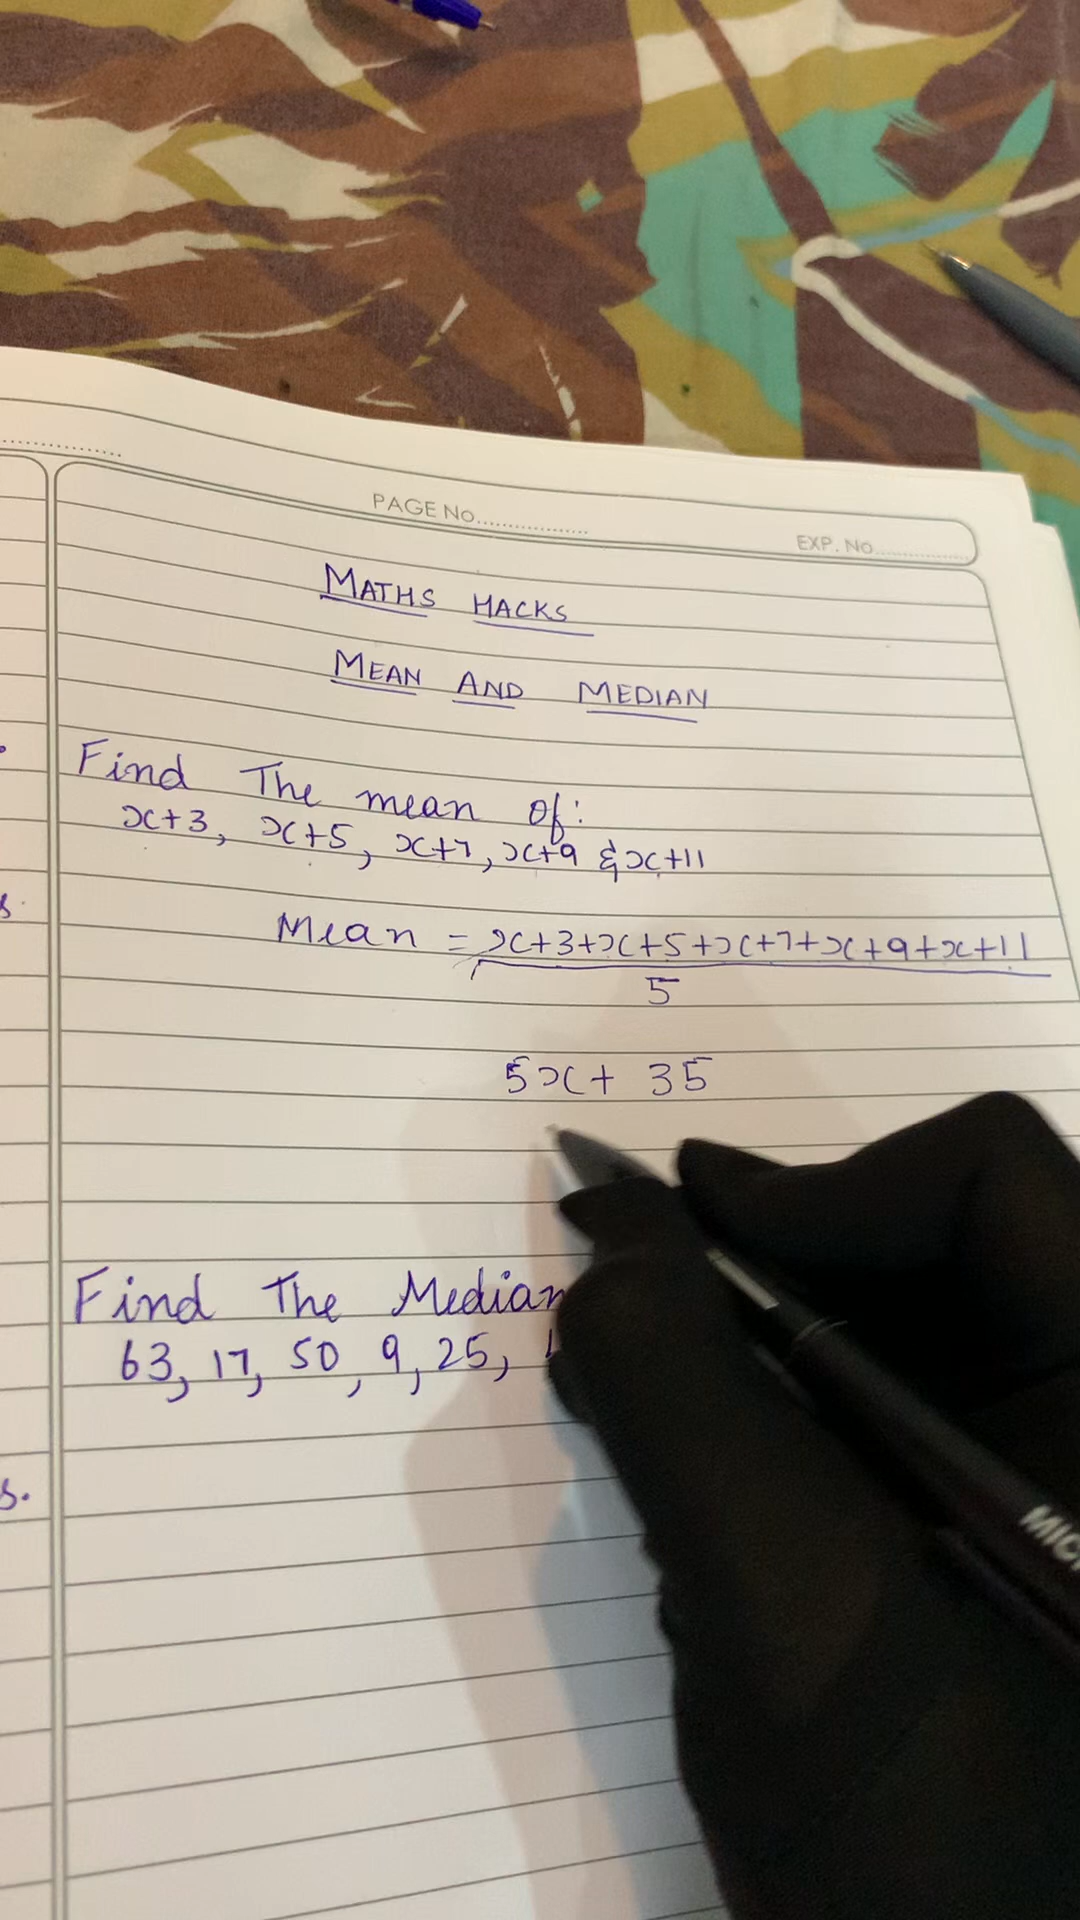 PAGE No..................
EXP. No..................
MATHS HACKS
MEAN AND MEDIAN
Find The mean of:
x+3, x+5, x+7, x+9 & x+11
s.
Mean = x+3+x+5+x+7+x+9+x+11
5
5x+ 35
Find The Median
63, 17, 50, 9, 25,
s.